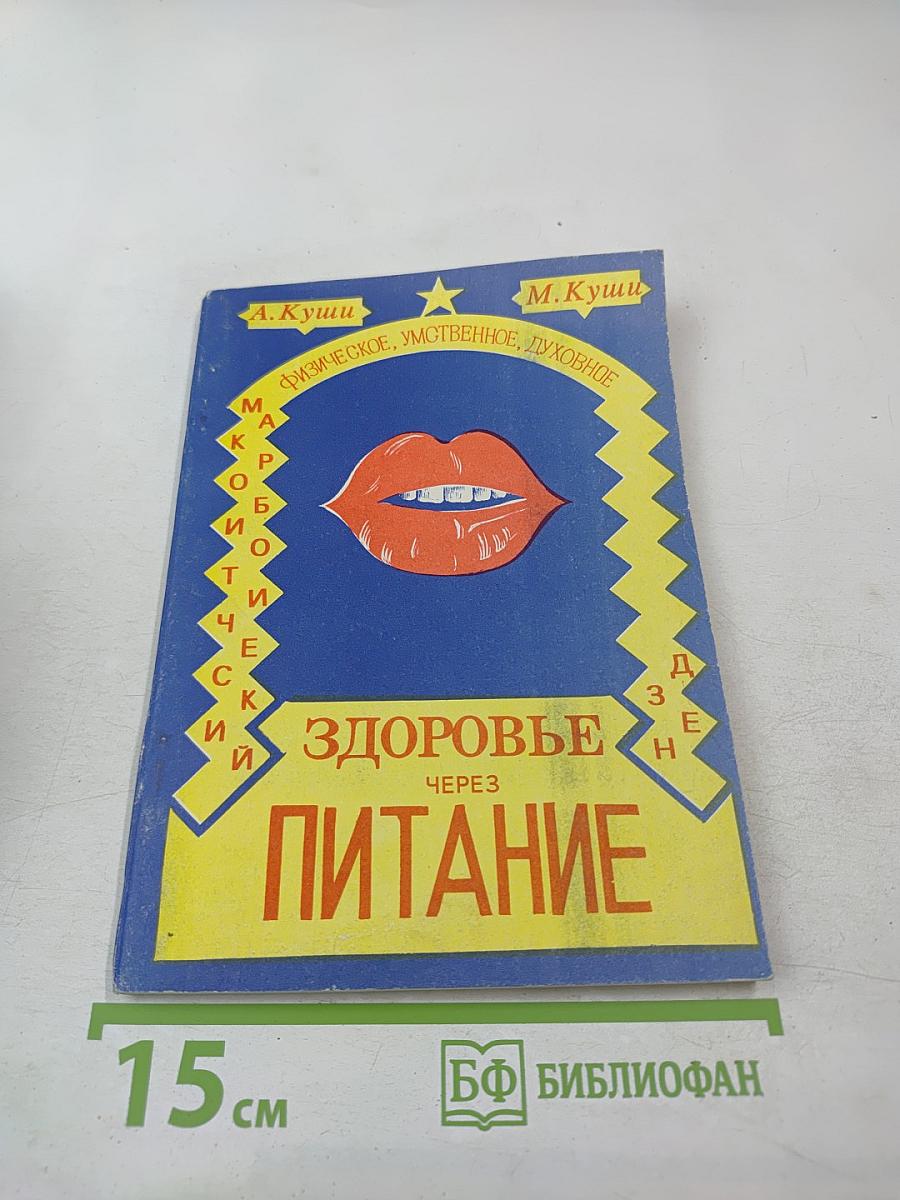 А. Куши
М. Куши
ФИЗИЧЕСКОЕ, УМСТВЕННОЕ, ДУХОВНОЕ
МАКРОБИОТИЧЕСКИЙ
ДЗЕН
ЗДОРОВЬЕ
ЧЕРЕЗ
ПИТАНИЕ
15 см
БФ БИБЛИОФАН